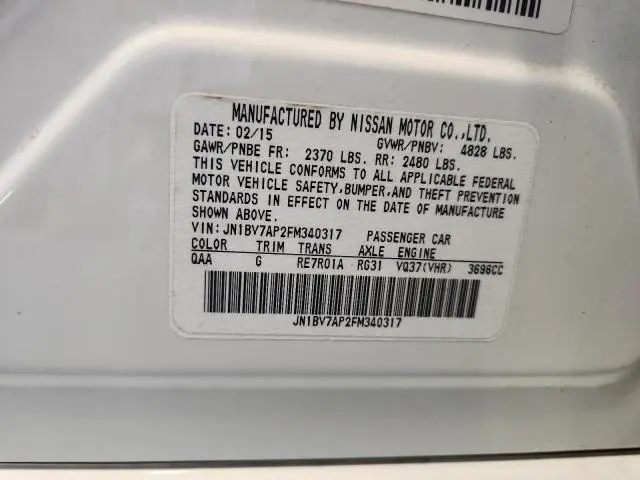 MANUFACTURED BY NISSAN MOTOR CO.,LTD.
DATE: 02/15 GVWR/PNBV: 4828 LBS.
GAWR/PNBE FR: 2370 LBS. RR: 2480 LBS.
THIS VEHICLE CONFORMS TO ALL APPLICABLE FEDERAL
MOTOR VEHICLE SAFETY,BUMPER,AND THEFT PREVENTION
STANDARDS IN EFFECT ON THE DATE OF MANUFACTURE
SHOWN ABOVE.
VIN:JN1BV7AP2FM340317 PASSENGER CAR
COLOR TRIM TRANS AXLE ENGINE
QAA G RE7R01A RG31 VQ37(VHR) 3696CC
JN1BV7AP2FM340317